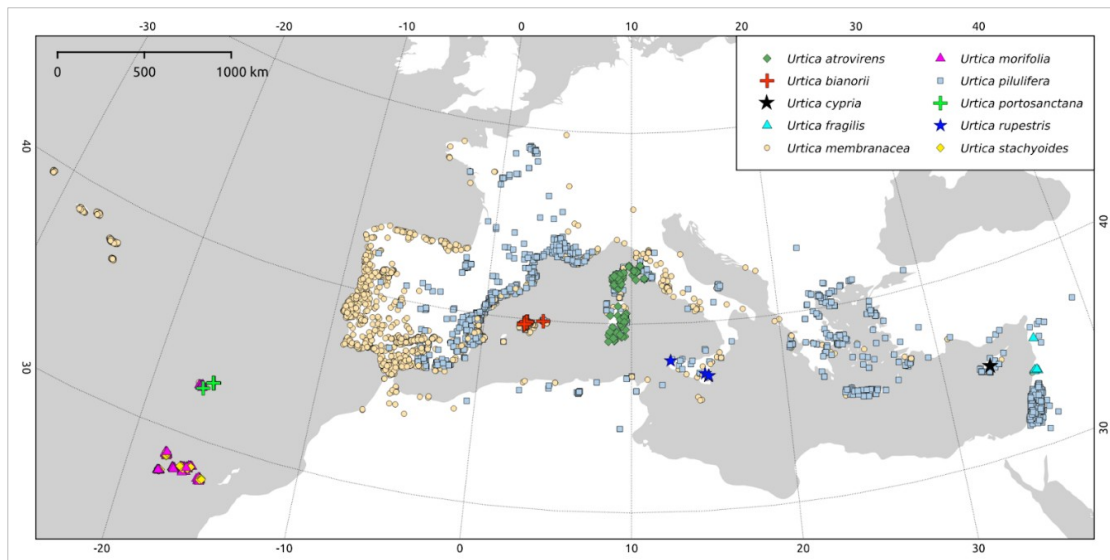 -30
-20
-10
0
10
20
30
40
0
500
1000 km
Urtica atrovirens
Urtica bianorii
Urtica cypria
Urtica fragilis
Urtica membranacea
Urtica morifolia
Urtica pilulifera
Urtica portosanctana
Urtica rupestris
Urtica stachyoides
40
30
40
30
-20
-10
0
10
20
30